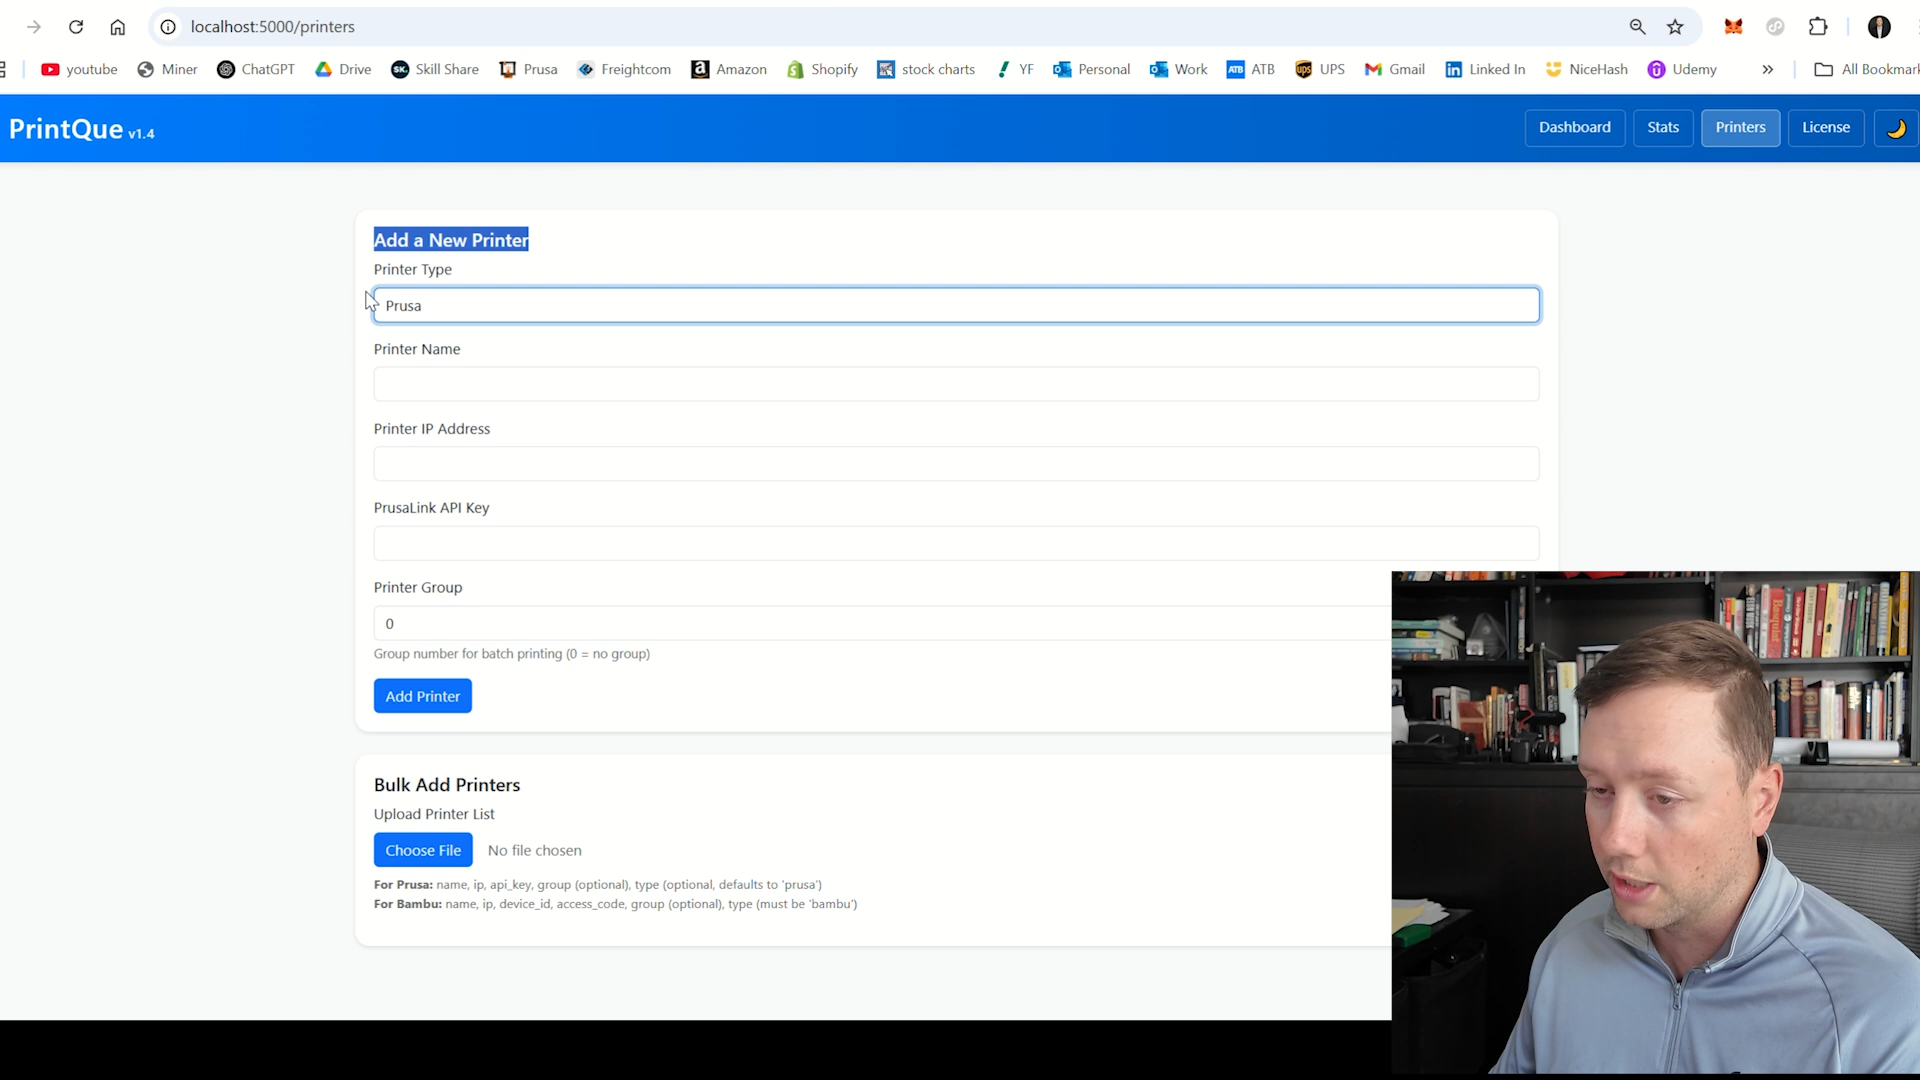 localhost:5000/printers
youtube Miner ChatGPT Drive Skill Share Prusa Freightcom Amazon Shopify stock charts YF Personal Work ATB UPS Gmail Linked In NiceHash Udemy » All Bookmark
PrintQue v1.4
Dashboard Stats Printers License
Add a New Printer
Printer Type
Prusa
Printer Name
Printer IP Address
PrusaLink API Key
Printer Group
0
Group number for batch printing (0 = no group)
Add Printer
Bulk Add Printers
Upload Printer List
Choose File No file chosen
For Prusa: name, ip, api_key, group (optional), type (optional, defaults to 'prusa')
For Bambu: name, ip, device_id, access_code, group (optional), type (must be 'bambu')